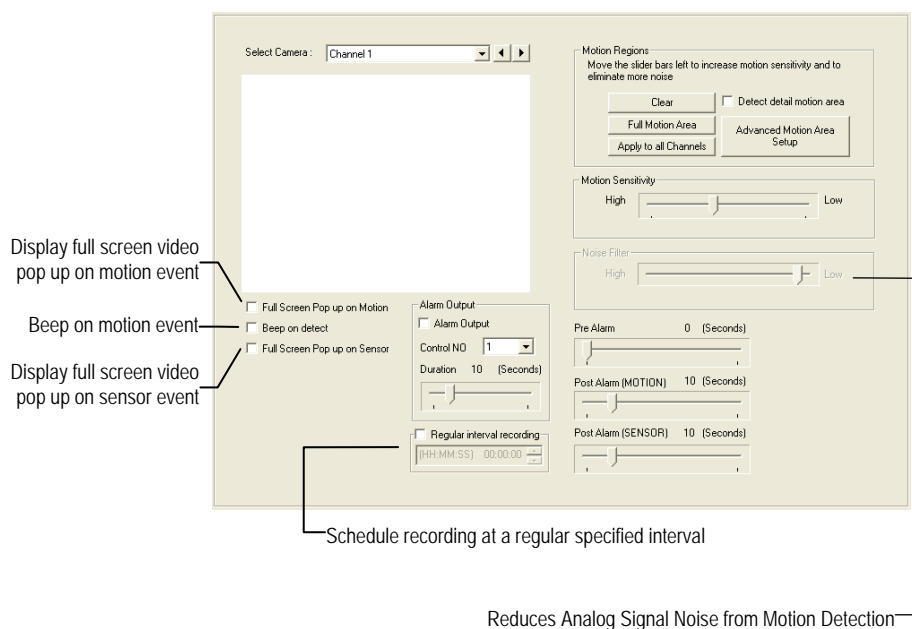 Select Camera :
Channel 1
Motion Regions
Move the slider bars left to increase motion sensitivity and to
eliminate more noise
Clear
Detect detail motion area
Full Motion Area
Advanced Motion Area
Setup
Apply to all Channels
Motion Sensitivity
High
Low
Noise Filter
High
Low
Display full screen video
pop up on motion event
Beep on motion event
Display full screen video
pop up on sensor event
Full Screen Pop up on Motion
Beep on detect
Full Screen Pop up on Sensor
Alarm Output
Alarm Output
Control NO
1
Duration 10 (Seconds)
Regular interval recording
(HH:MM:SS) 00:00:00
Pre Alarm 0 (Seconds)
Post Alarm (MOTION) 10 (Seconds)
Post Alarm (SENSOR) 10 (Seconds)
Schedule recording at a regular specified interval
Reduces Analog Signal Noise from Motion Detection